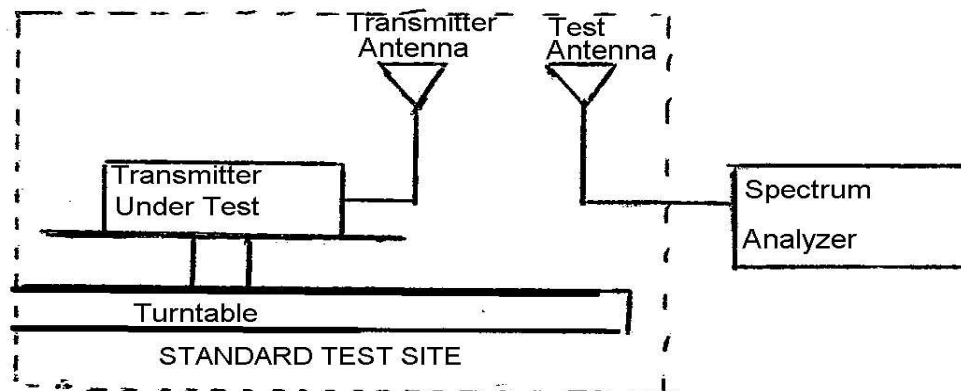 Transmitter
Antenna
Test
Antenna
Transmitter
Under Test
Spectrum
Analyzer
Turntable
STANDARD TEST SITE